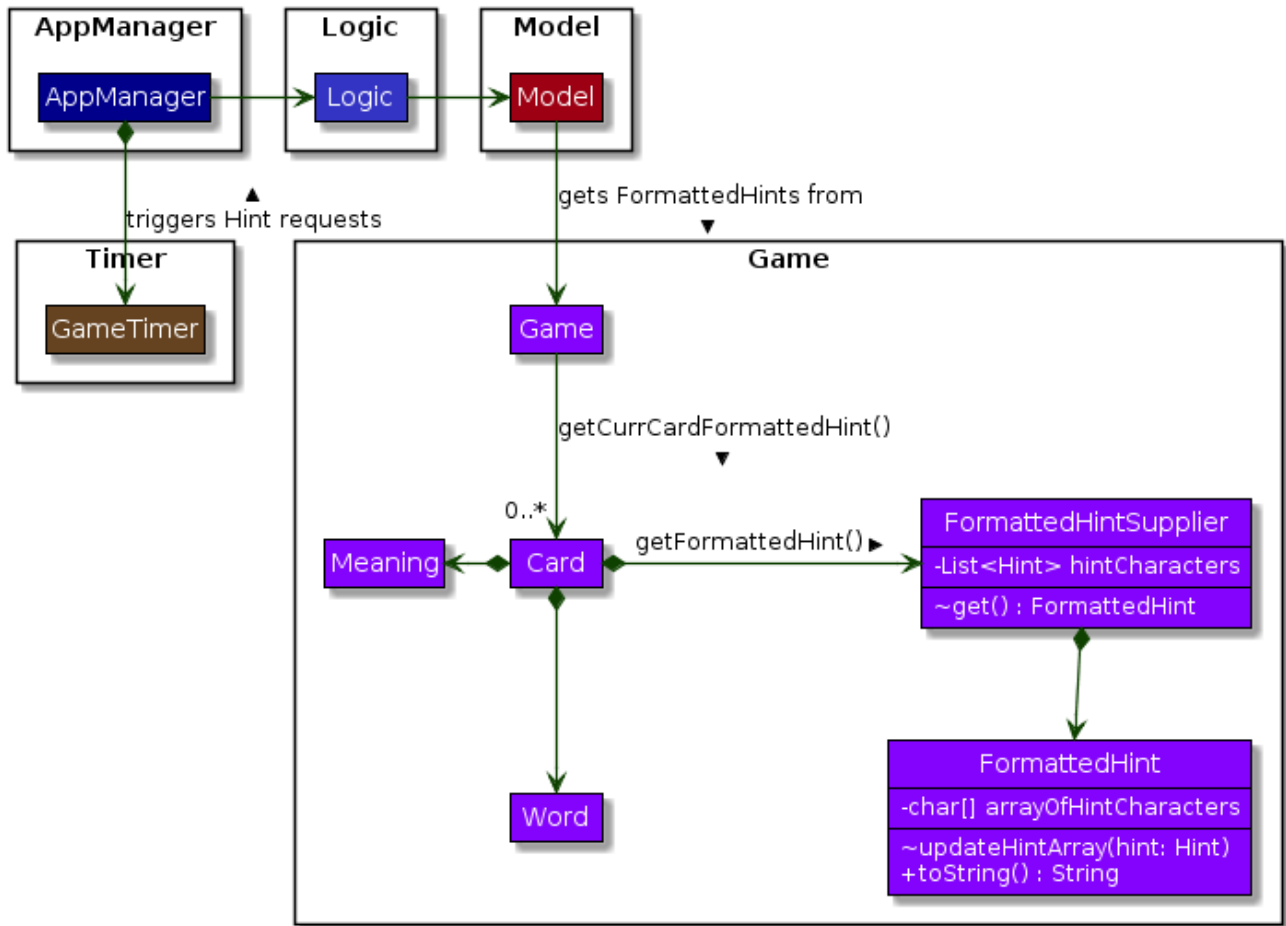 AppManager
Logic
Model
AppManager
Logic
Model
gets FormattedHints from
▼
▲
triggers Hint requests
Timer
GameTimer
Game
Game
getCurrCardFormattedHint()
▼
0..*
Meaning
Card
getFormattedHint() ►
FormattedHintSupplier
-List<Hint> hintCharacters
~get() : FormattedHint
Word
FormattedHint
-char[] arrayOfHintCharacters
~updateHintArray(hint: Hint)
+toString() : String